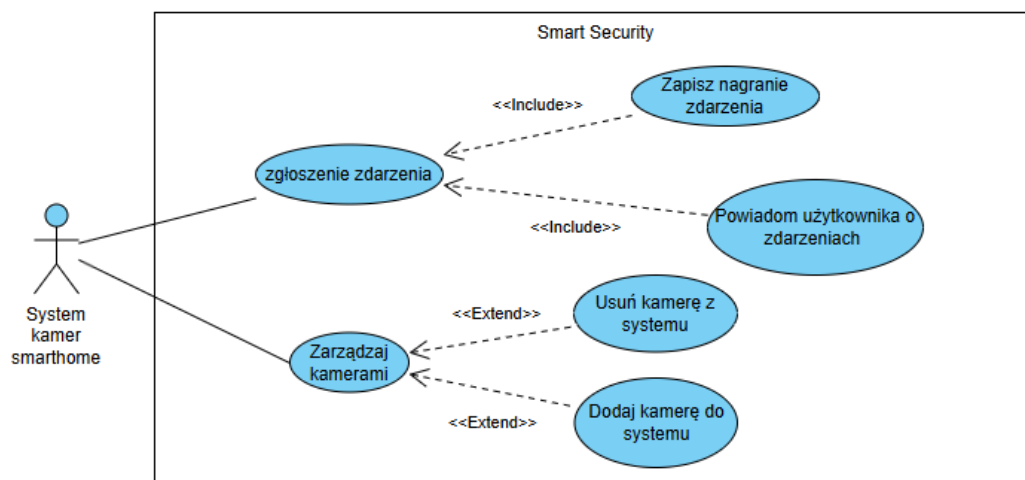 Smart Security
Zapisz nagranie
zdarzenia
<<Include>>
zgłoszenie zdarzenia
Powiadom użytkownika o
zdarzeniach
<<Include>>
System
kamer
smarthome
Usuń kamerę z
systemu
<<Extend>>
Zarządzaj
kamerami
Dodaj kamerę do
systemu
<<Extend>>